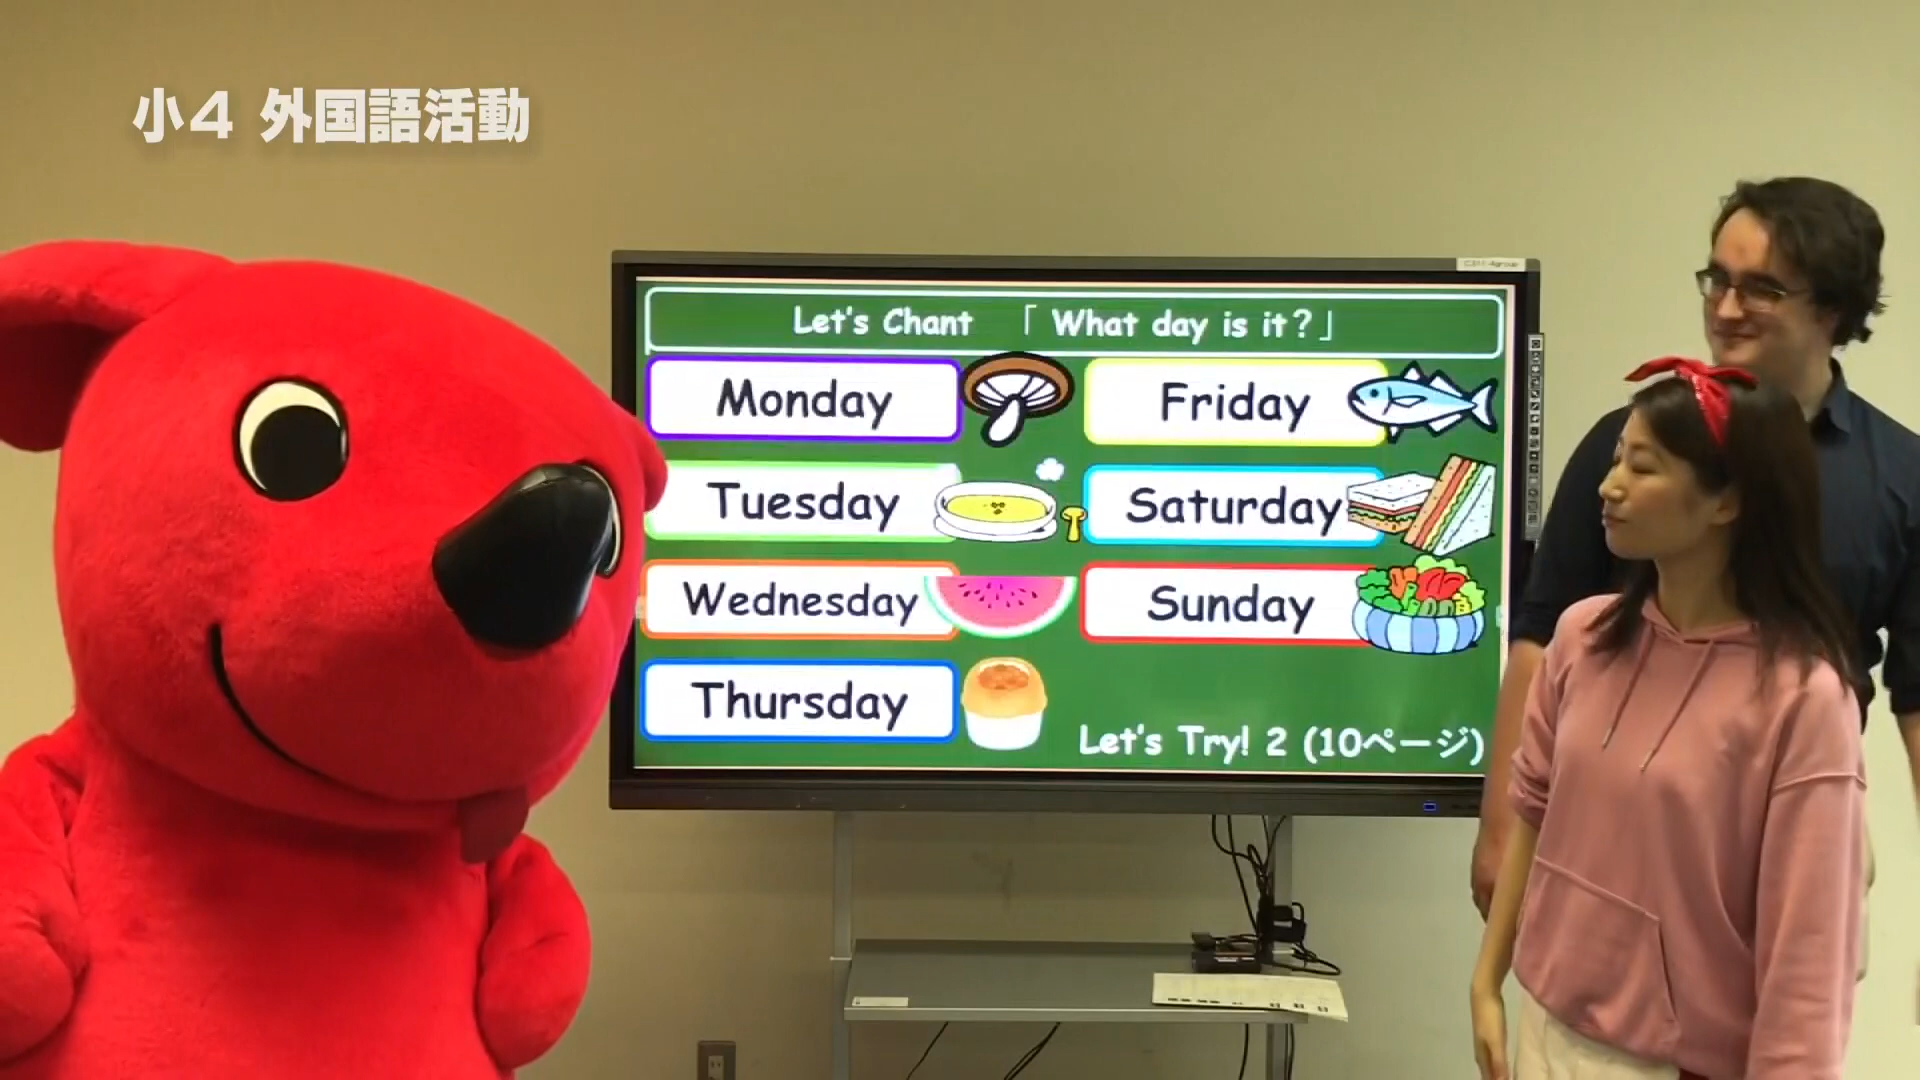 小4 外国語活動
Let's Chant 「What day is it?」
Monday
Friday
Tuesday
Saturday
Wednesday
Sunday
Thursday
Let's Try! 2 (10ページ)